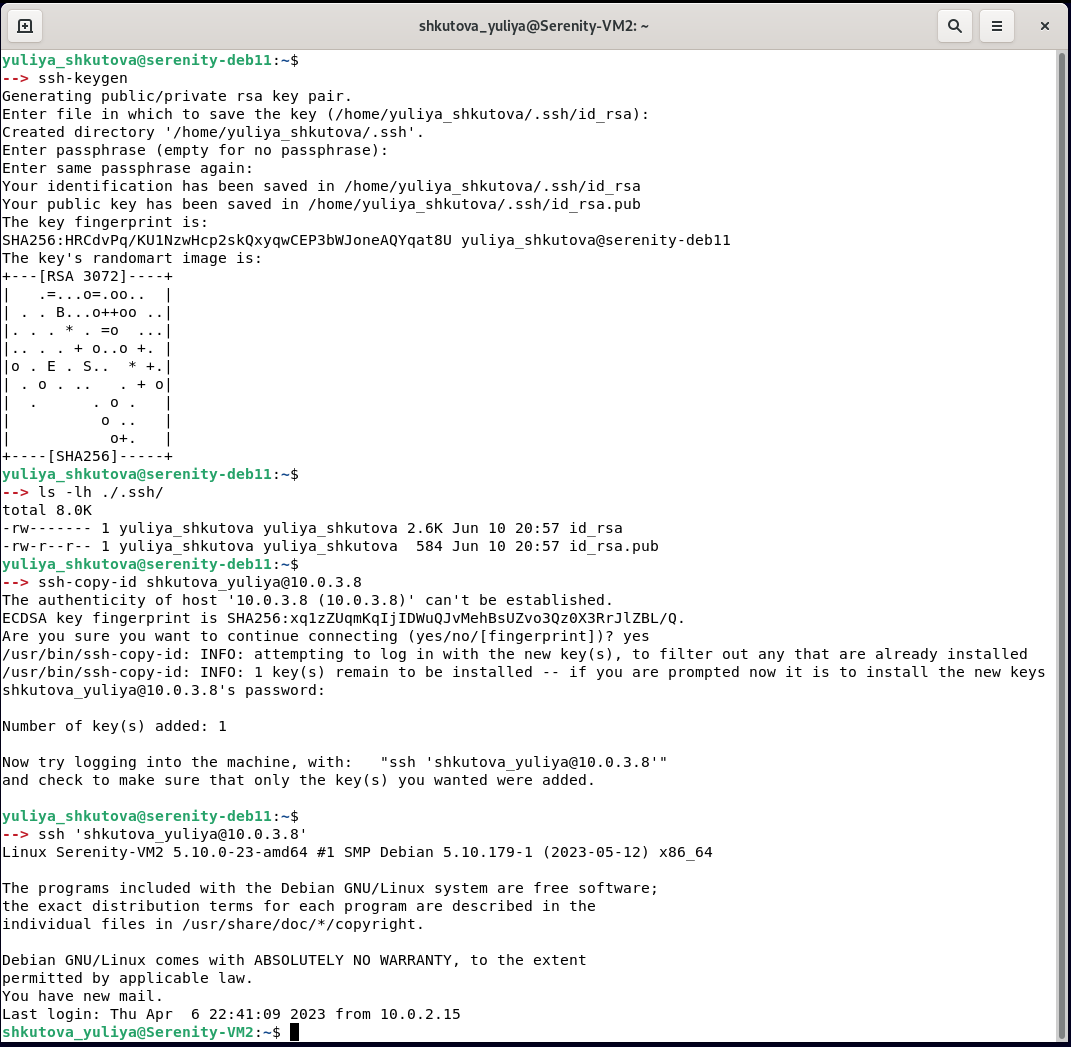 shkutova_yuliya@Serenity-VM2: ~
yuliya_shkutova@serenity-deb11:~$
--> ssh-keygen
Generating public/private rsa key pair.
Enter file in which to save the key (/home/yuliya_shkutova/.ssh/id_rsa):
Created directory '/home/yuliya_shkutova/.ssh'.
Enter passphrase (empty for no passphrase):
Enter same passphrase again:
Your identification has been saved in /home/yuliya_shkutova/.ssh/id_rsa
Your public key has been saved in /home/yuliya_shkutova/.ssh/id_rsa.pub
The key fingerprint is:
SHA256:HRCdvPq/KU1NzwHcp2skQxyqwCEP3bWJoneAQYqat8U yuliya_shkutova@serenity-deb11
The key's randomart image is:
+---[RSA 3072]----+
|   .=...o=.oo..  |
| . . B...o++oo ..|
|. . . * . =o  ...|
|.. . . + o..o +. |
|o . E . S..  * +.|
| . o . ..   . + o|
|  .      . o .   |
|          o ..   |
|           o+.   |
+----[SHA256]-----+
yuliya_shkutova@serenity-deb11:~$
--> ls -lh ./.ssh/
total 8.0K
-rw------- 1 yuliya_shkutova yuliya_shkutova 2.6K Jun 10 20:57 id_rsa
-rw-r--r-- 1 yuliya_shkutova yuliya_shkutova  584 Jun 10 20:57 id_rsa.pub
yuliya_shkutova@serenity-deb11:~$
--> ssh-copy-id shkutova_yuliya@10.0.3.8
The authenticity of host '10.0.3.8 (10.0.3.8)' can't be established.
ECDSA key fingerprint is SHA256:xq1zZUqmKqIjIDWuQJvMehBsUZvo3Qz0X3RrJlZBL/Q.
Are you sure you want to continue connecting (yes/no/[fingerprint])? yes
/usr/bin/ssh-copy-id: INFO: attempting to log in with the new key(s), to filter out any that are already installed
/usr/bin/ssh-copy-id: INFO: 1 key(s) remain to be installed -- if you are prompted now it is to install the new keys
shkutova_yuliya@10.0.3.8's password:

Number of key(s) added: 1

Now try logging into the machine, with:   "ssh 'shkutova_yuliya@10.0.3.8'"
and check to make sure that only the key(s) you wanted were added.

yuliya_shkutova@serenity-deb11:~$
--> ssh 'shkutova_yuliya@10.0.3.8'
Linux Serenity-VM2 5.10.0-23-amd64 #1 SMP Debian 5.10.179-1 (2023-05-12) x86_64

The programs included with the Debian GNU/Linux system are free software;
the exact distribution terms for each program are described in the
individual files in /usr/share/doc/*/copyright.

Debian GNU/Linux comes with ABSOLUTELY NO WARRANTY, to the extent
permitted by applicable law.
You have new mail.
Last login: Thu Apr  6 22:41:09 2023 from 10.0.2.15
shkutova_yuliya@Serenity-VM2:~$